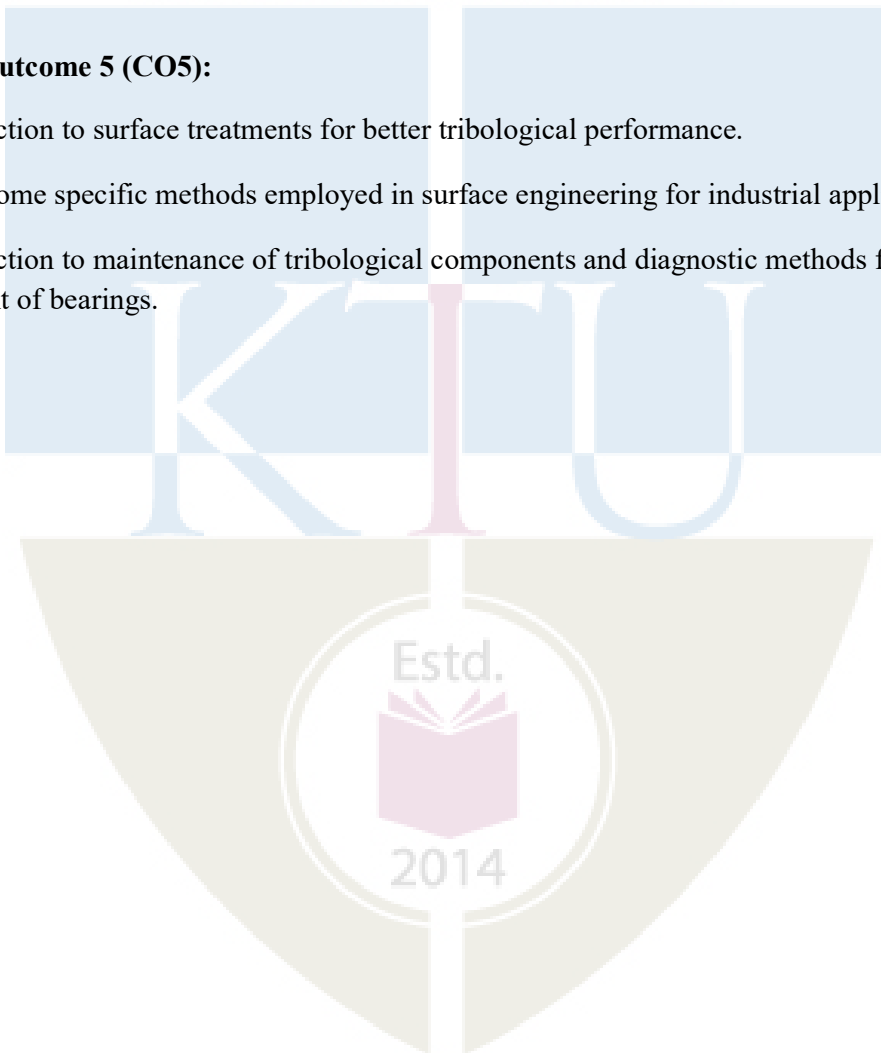 utcome 5 (CO5):
ction to surface treatments for better tribological performance.
ome specific methods employed in surface engineering for industrial appl
ction to maintenance of tribological components and diagnostic methods f
t of bearings.
KTU
Estd.
2014